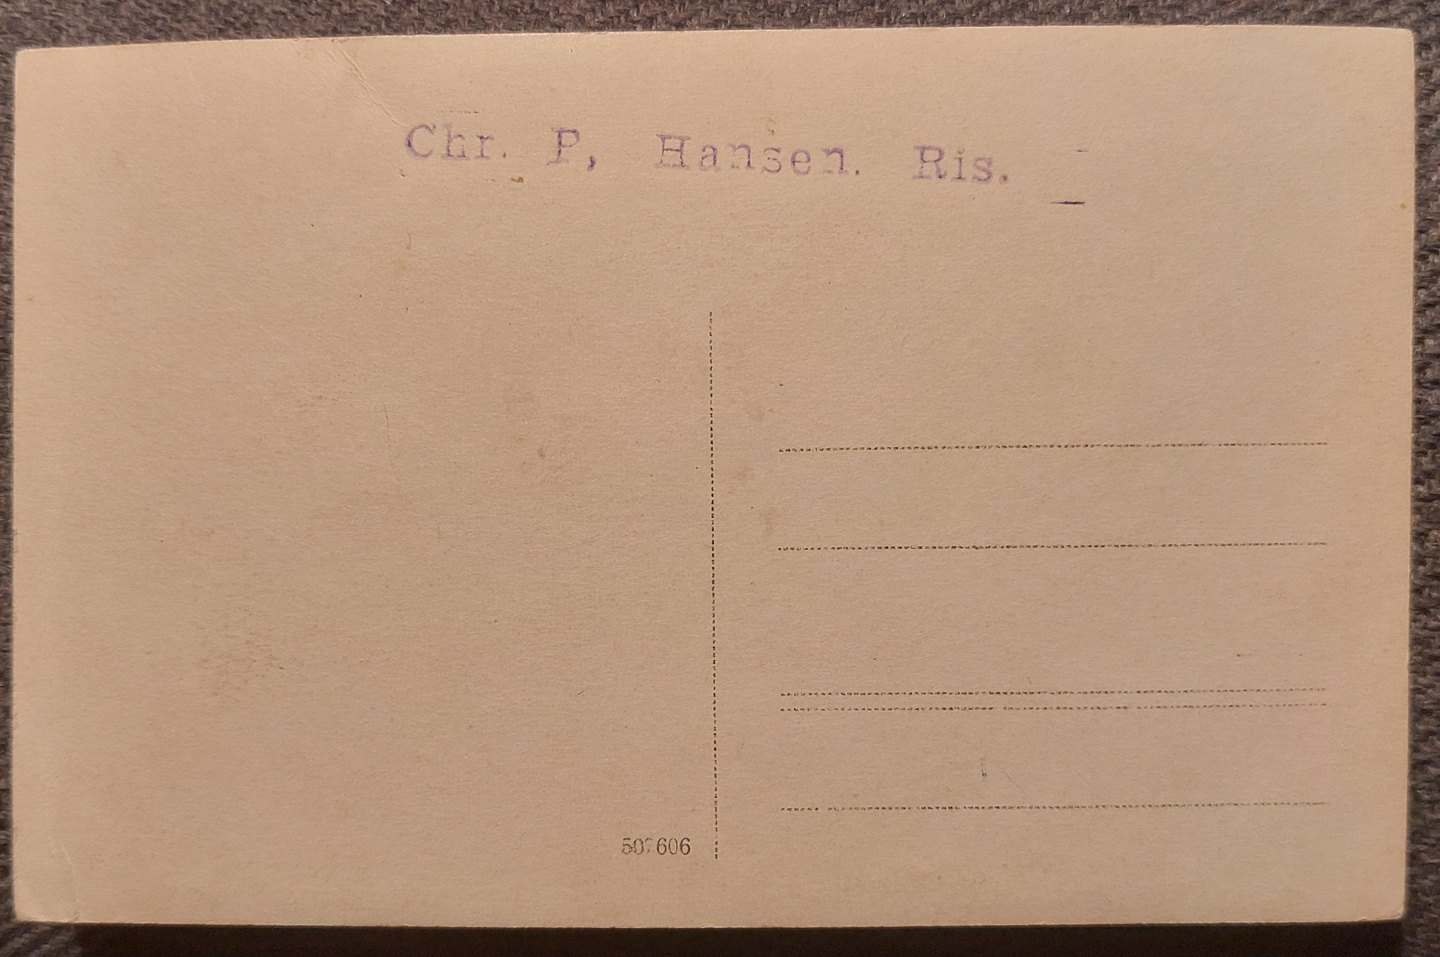 Chr. P, Hansen. Ris.